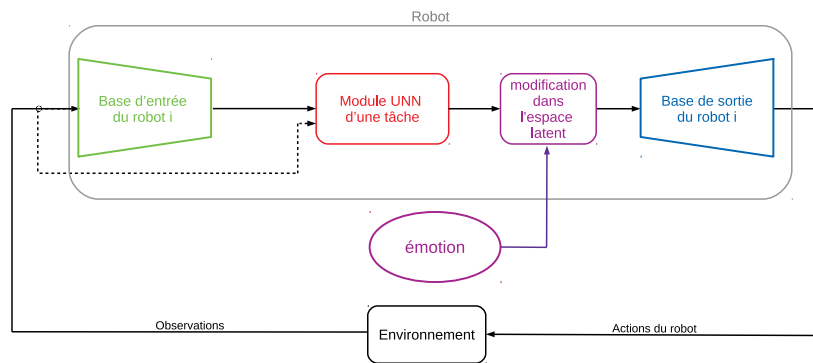 Robot
Base d'entrée
du robot i
Module UNN
d'une tâche
modification
dans
l'espace
latent
Base de sortie
du robot i
émotion
Observations
Environnement
Actions du robot